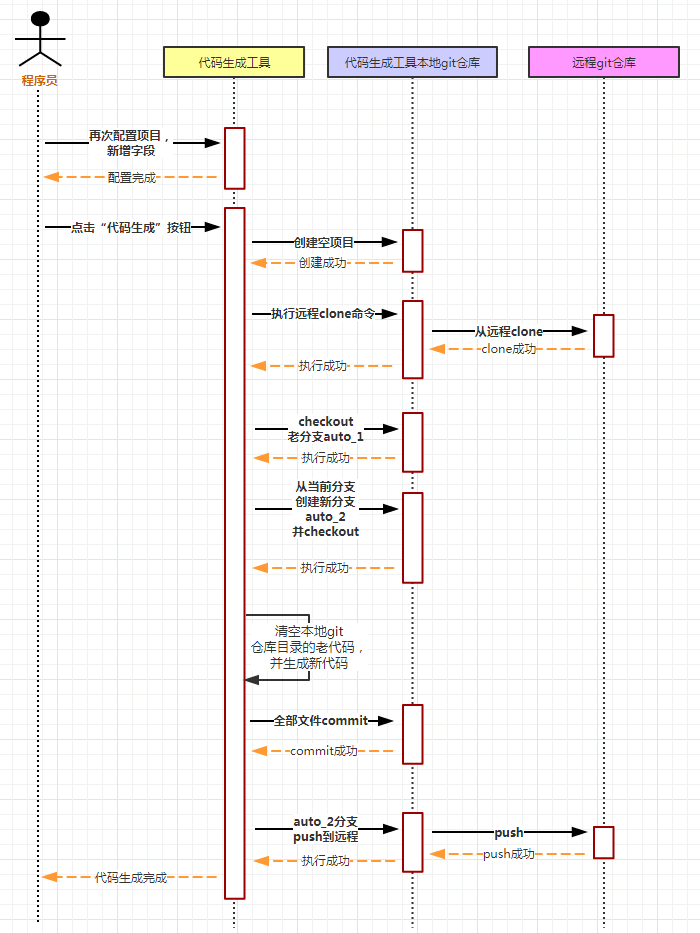 程序员
代码生成工具
代码生成工具本地git仓库
远程git仓库
再次配置项目，
新增字段
配置完成
点击“代码生成”按钮
创建空项目
创建成功
执行远程clone命令
从远程clone
clone成功
执行成功
checkout
老分支auto_1
执行成功
从当前分支
创建新分支
auto_2
并checkout
执行成功
清空本地git
仓库目录的老代码，
并生成新代码
全部文件commit
commit成功
auto_2分支
push到远程
push
push成功
执行成功
代码生成完成